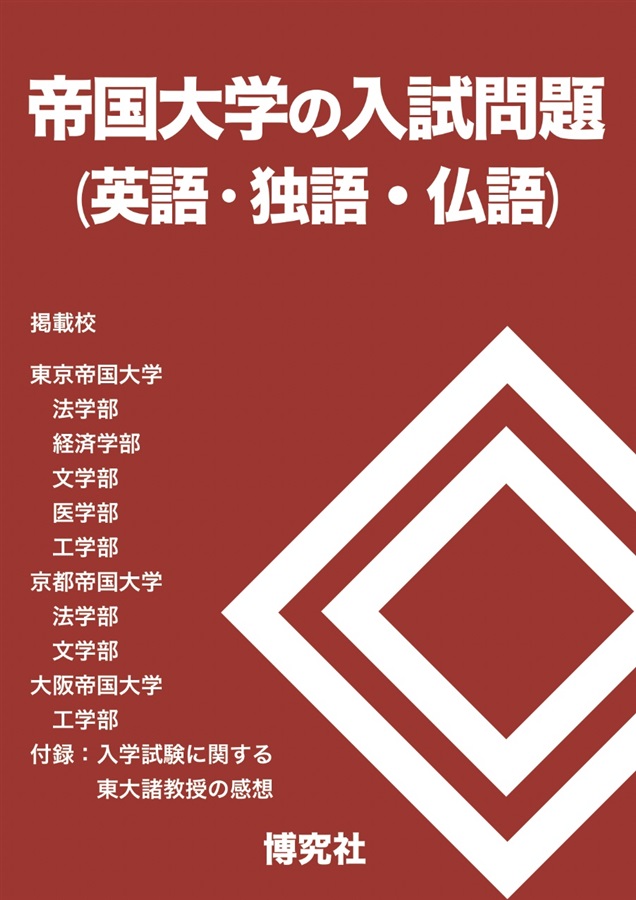 帝国大学の入試問題
(英語・独語・仏語)
掲載校
東京帝国大学
法学部
経済学部
文学部
医学部
工学部
京都帝国大学
法学部
文学部
大阪帝国大学
工学部
付録：入学試験に関する
東大諸教授の感想
博究社